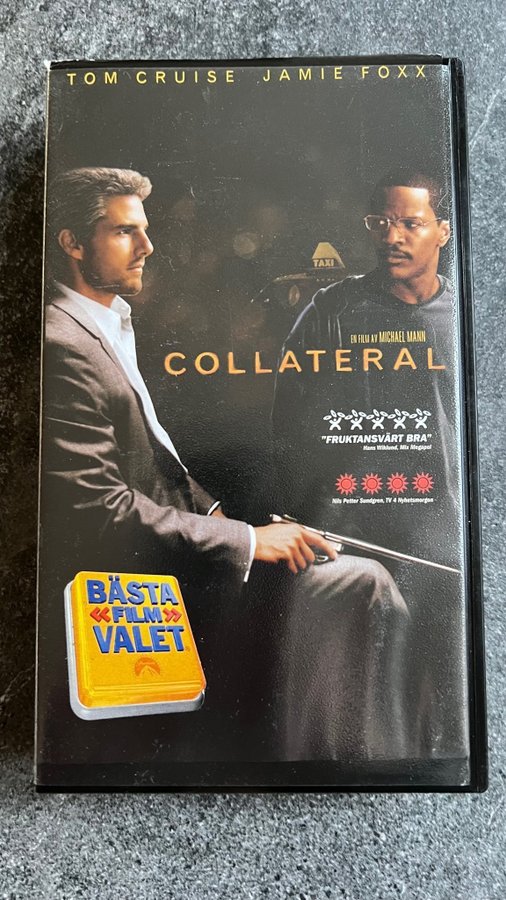 TOM CRUISE JAMIE FOXX
TAXI
EN FILM AV MICHAEL MANN
COLLATERAL
"FRUKTANSVÄRT BRA"
Hans Wiklund, Mix Megapol
Nils Petter Sundgren, TV 4 Nyhetsmorgon
BÄSTA
«FILM»
VALET